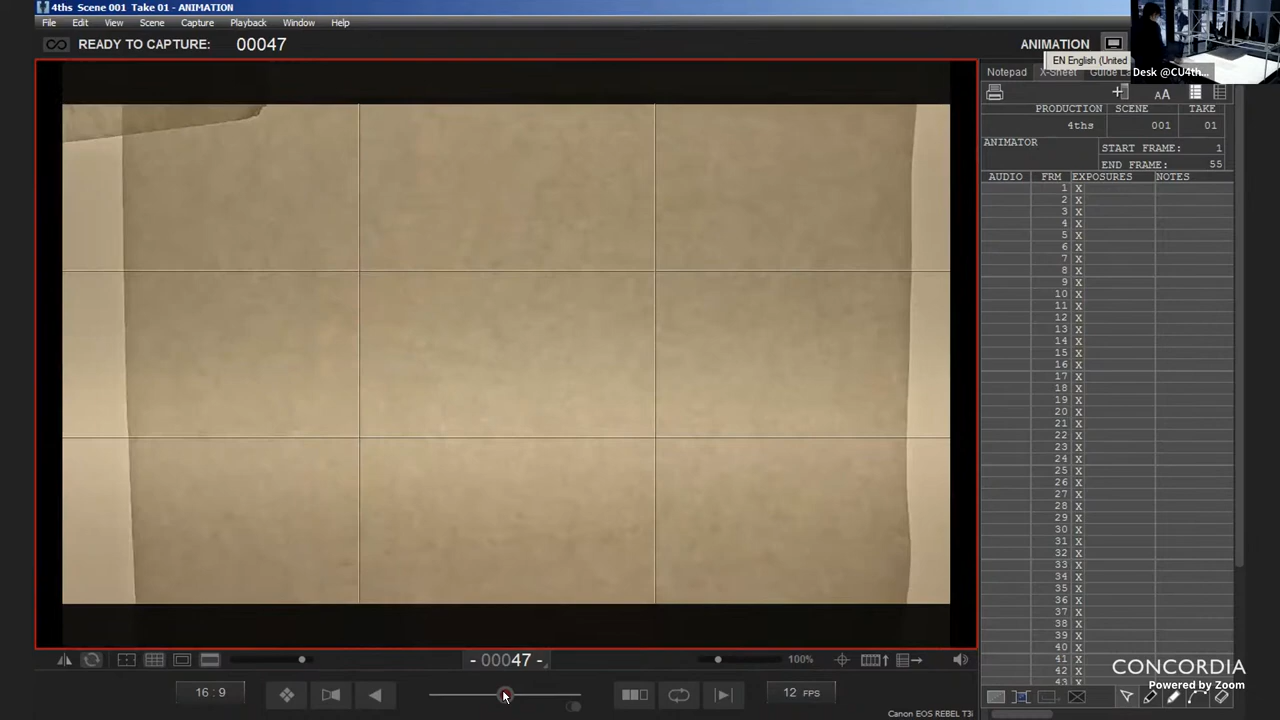 4ths Scene 001 Take 01 - ANIMATION
File Edit View Scene Capture Playback Window Help
READY TO CAPTURE: 00047
ANIMATION
EN English (United
Desk @CU4th...
Notepad X-Sheet Guide La
AA
PRODUCTION SCENE TAKE
4ths 001 01
ANIMATOR
START FRAME: 1
END FRAME: 55
AUDIO FRM EXPOSURES NOTES
1 X
2 X
3 X
4 X
5 X
6 X
7 X
8 X
9 X
10 X
11 X
12 X
13 X
14 X
15 X
16 X
17 X
18 X
19 X
20 X
21 X
22 X
23 X
24 X
25 X
26 X
27 X
28 X
29 X
30 X
31 X
32 X
33 X
34 X
35 X
36 X
37 X
38 X
39 X
40 X
41 X
42 X
43 X
- 00047 -
100%
16 : 9
12 FPS
Canon EOS REBEL T3i
CONCORDIA
Powered by Zoom